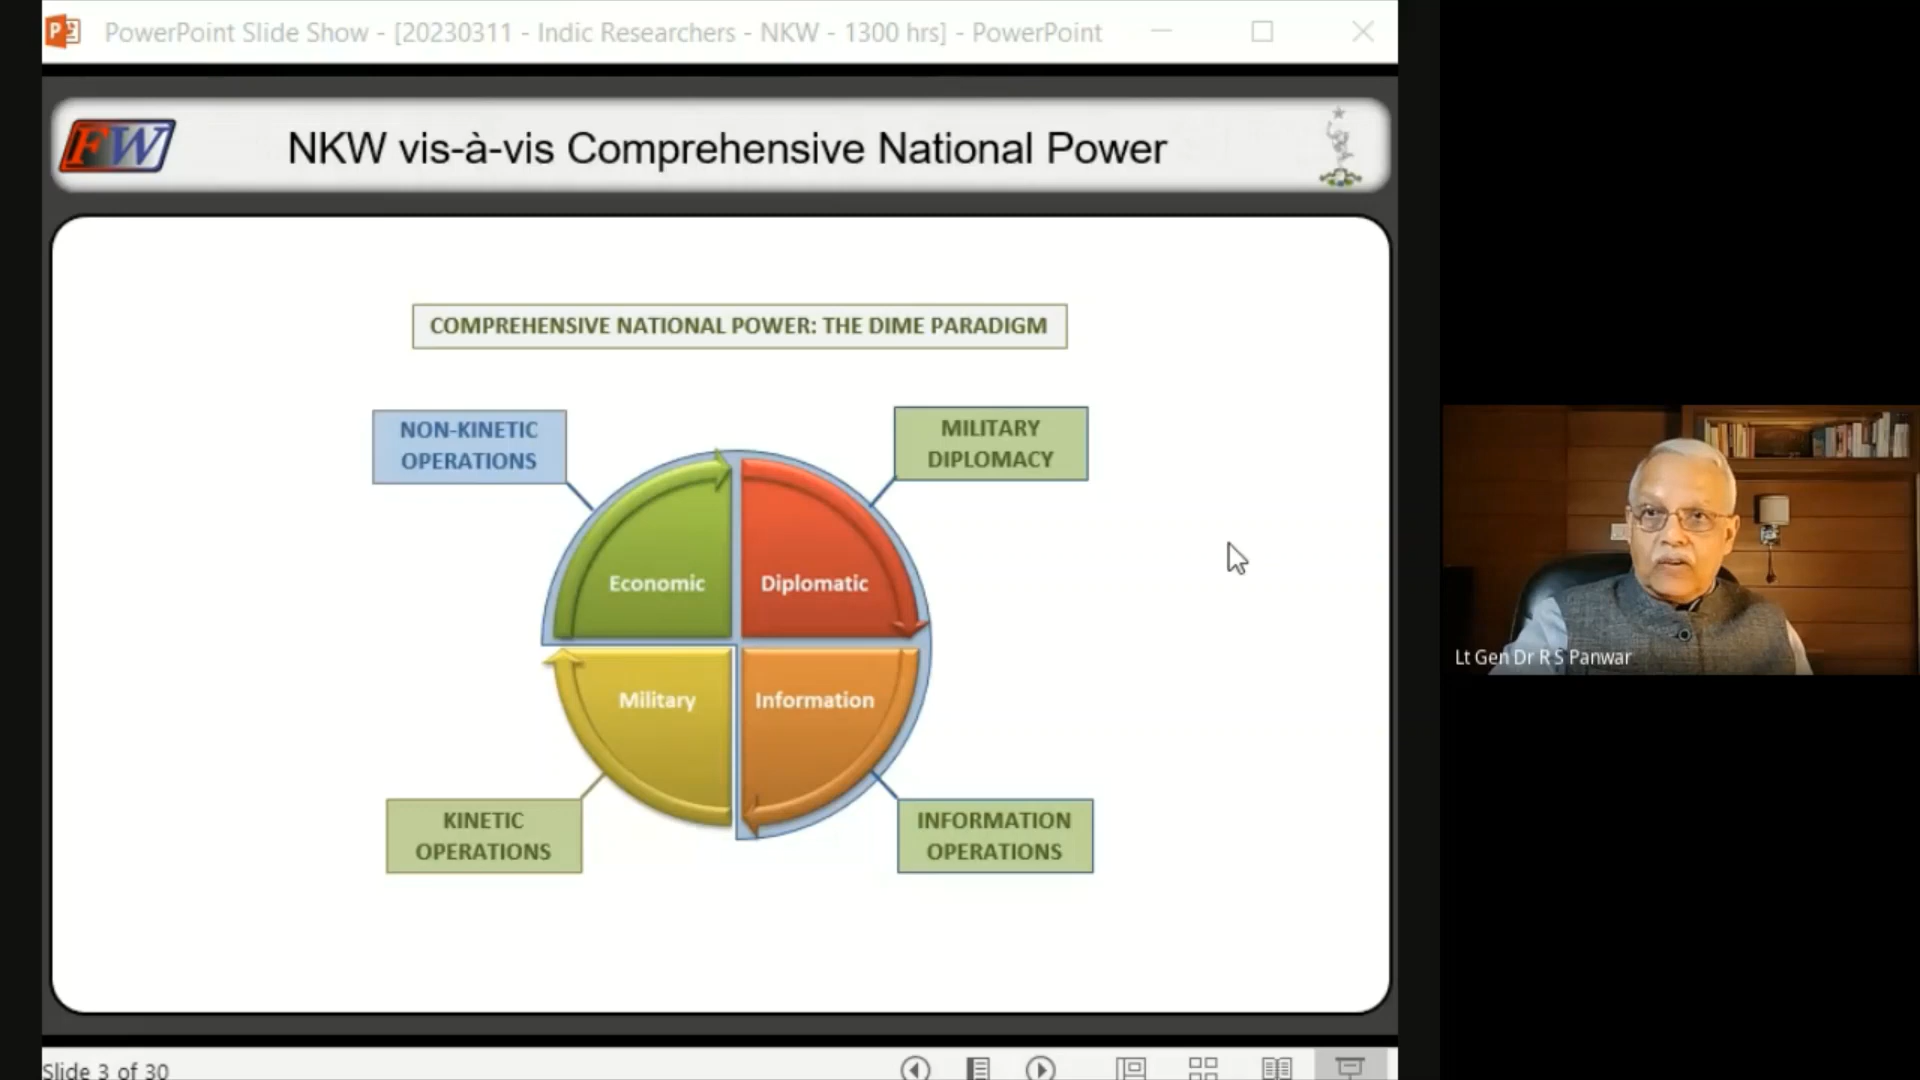 PowerPoint Slide Show - [20230311 - Indic Researchers - NKW - 1300 hrs] - PowerPoint
FW
NKW vis-à-vis Comprehensive National Power
COMPREHENSIVE NATIONAL POWER: THE DIME PARADIGM
NON-KINETIC
OPERATIONS
MILITARY
DIPLOMACY
Economic
Diplomatic
Military
Information
KINETIC
OPERATIONS
INFORMATION
OPERATIONS
Lt Gen Dr R S Panwar
Slide 3 of 30